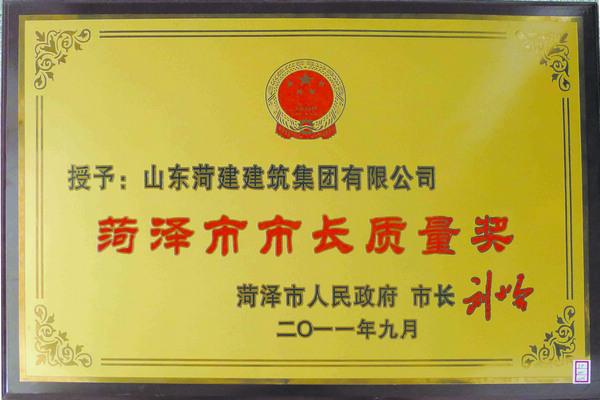 授予：山东菏建建筑集团有限公司
菏泽市市长质量奖
菏泽市人民政府 市长
二〇一一年九月